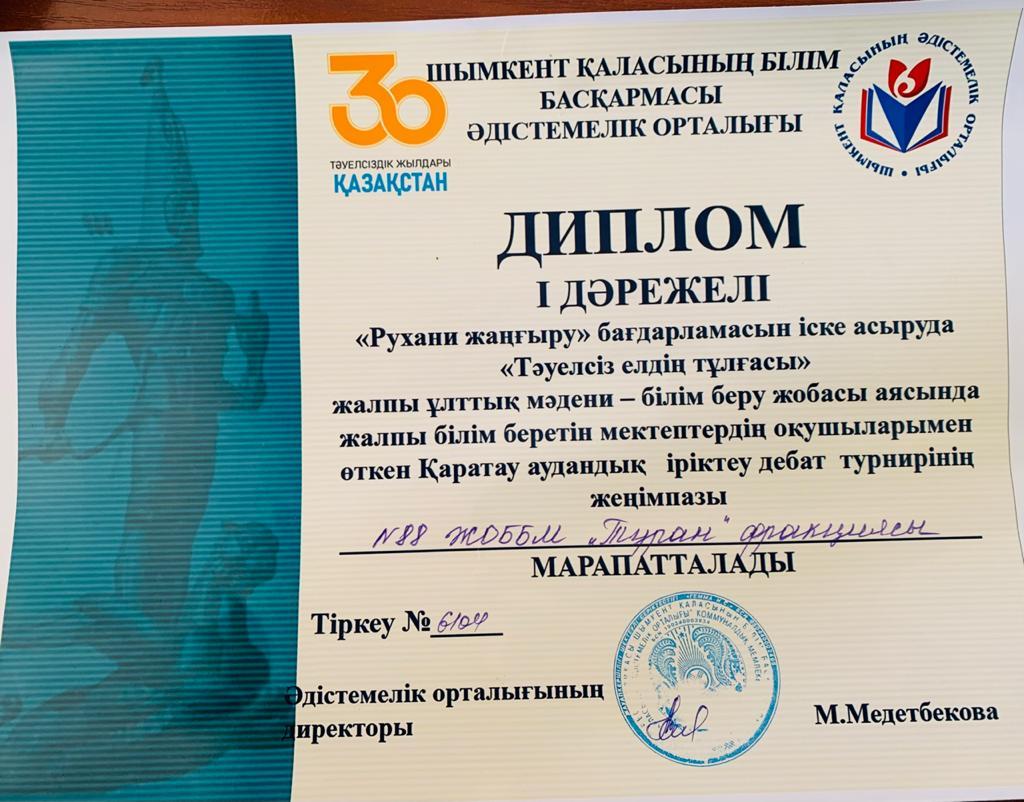 30
ТӘУЕЛСІЗДІК ЖЫЛДАРЫ
ҚАЗАҚСТАН
ШЫМКЕНТ ҚАЛАСЫНЫҢ БІЛІМ
БАСҚАРМАСЫ
ӘДІСТЕМЕЛІК ОРТАЛЫҒЫ
ШЫМКЕНТ ҚАЛАСЫНЫҢ ӘДІСТЕМЕЛІК ОРТАЛЫҒЫ
ДИПЛОМ
І ДӘРЕЖЕЛІ
«Рухани жаңғыру» бағдарламасын іске асыруда
«Тәуелсіз елдің тұлғасы»
жалпы ұлттық мәдени – білім беру жобасы аясында
жалпы білім беретін мектептердің оқушыларымен
өткен Қаратау аудандық іріктеу дебат турнирінің
жеңімпазы
N88 ЖОББМ „Тұран" фракциясы
МАРАПАТТАЛАДЫ
Тіркеу № 6104
Әдістемелік орталығының
директоры
М.Медетбекова